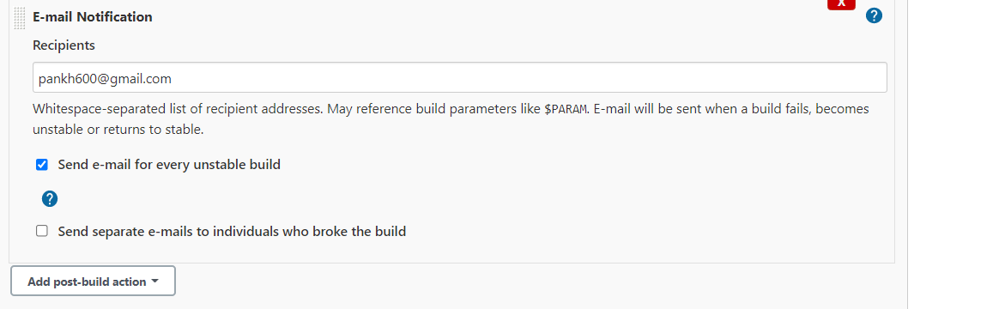 X
E-mail Notification
?
Recipients
pankh600@gmail.com
Whitespace-separated list of recipient addresses. May reference build parameters like $PARAM. E-mail will be sent when a build fails, becomes
unstable or returns to stable.
Send e-mail for every unstable build
?
Send separate e-mails to individuals who broke the build
Add post-build action